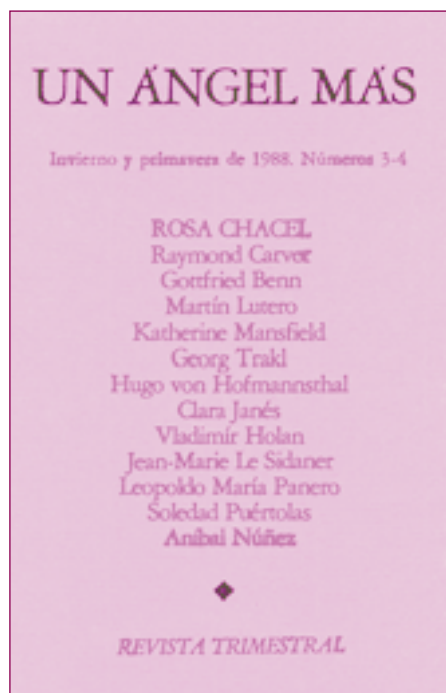 UN ÁNGEL MÁS
Invierno y primavera de 1988. Números 3-4
ROSA CHACEL
Raymond Carver
Gottfried Benn
Martín Lutero
Katherine Mansfield
Georg Trakl
Hugo von Hofmannsthal
Clara Janés
Vladimír Holan
Jean-Marie Le Sidaner
Leopoldo María Panero
Soledad Puértolas
Aníbal Núñez
REVISTA TRIMESTRAL